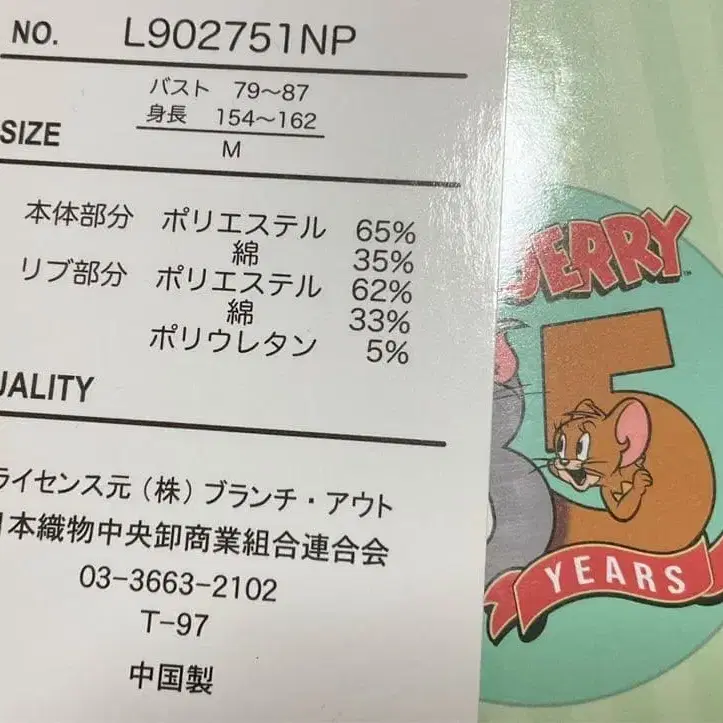 NO. L902751NP
バスト 79〜87
身長 154〜162
SIZE
M
本体部分 ポリエステル 65%
綿 35%
リブ部分 ポリエステル 62%
綿 33%
ポリウレタン 5%
UALITY
ライセンス元(株)ブランチ・アウト
日本織物中央卸商業組合連合会
03-3663-2102
T-97
中国製
JERRY
5
YEARS